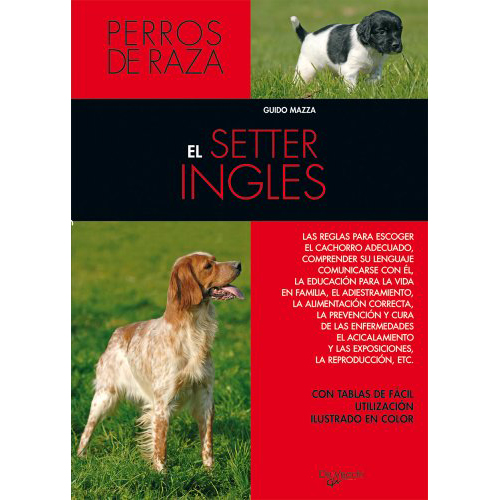 PERROS
DE RAZA
GUIDO MAZZA
EL SETTER
INGLES
LAS REGLAS PARA ESCOGER
EL CACHORRO ADECUADO,
COMPRENDER SU LENGUAJE
COMUNICARSE CON ÉL,
LA EDUCACIÓN PARA LA VIDA
EN FAMILIA, EL ADIESTRAMIENTO,
LA ALIMENTACIÓN CORRECTA,
LA PREVENCIÓN Y CURA
DE LAS ENFERMEDADES
EL ACICALAMIENTO
Y LAS EXPOSICIONES,
LA REPRODUCCIÓN, ETC.
CON TABLAS DE FÁCIL
UTILIZACIÓN
ILUSTRADO EN COLOR
De Vecchi